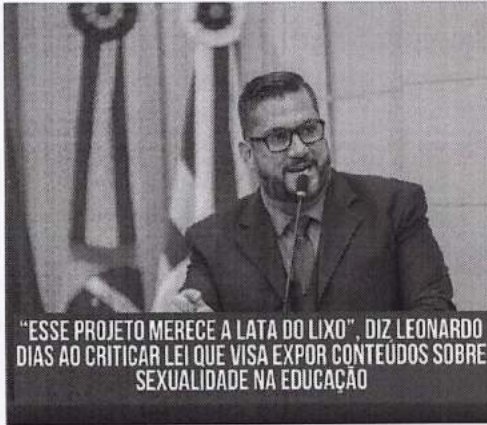 “ESSE PROJETO MERECE A LATA DO LIXO”, DIZ LEONARDO
DIAS AO CRITICAR LEI QUE VISA EXPOR CONTEÚDOS SOBRE
SEXUALIDADE NA EDUCAÇÃO